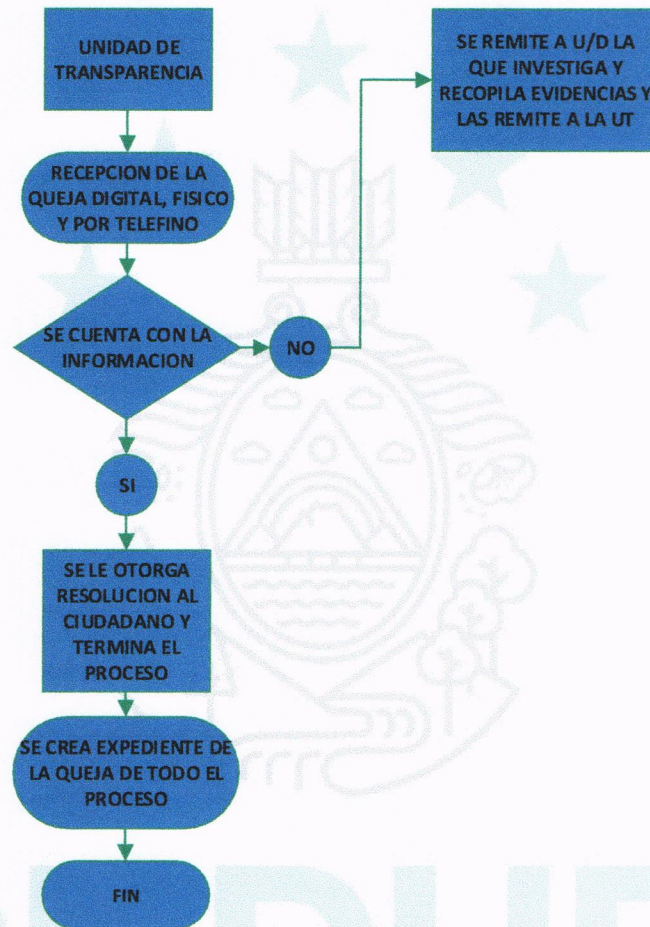 UNIDAD DE
TRANSPARENCIA
RECEPCION DE LA
QUEJA DIGITAL, FISICO
Y POR TELEFINO
SE CUENTA CON LA
INFORMACION
NO
SE REMITE A U/D LA
QUE INVESTIGA Y
RECOPILA EVIDENCIAS Y
LAS REMITE A LA UT
SI
SE LE OTORGA
RESOLUCION AL
CIUDADANO Y
TERMINA EL
PROCESO
SE CREA EXPEDIENTE DE
LA QUEJA DE TODO EL
PROCESO
FIN